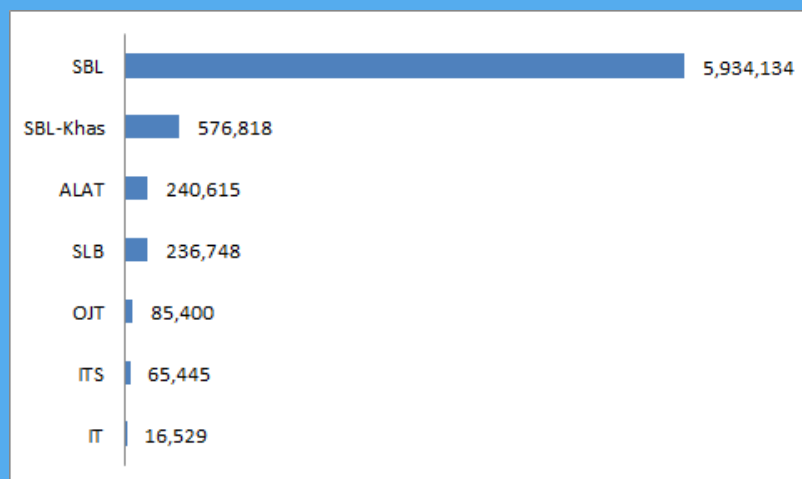 SBL 5,934,134
SBL-Khas 576,818
ALAT 240,615
SLB 236,748
OJT 85,400
ITS 65,445
IT 16,529